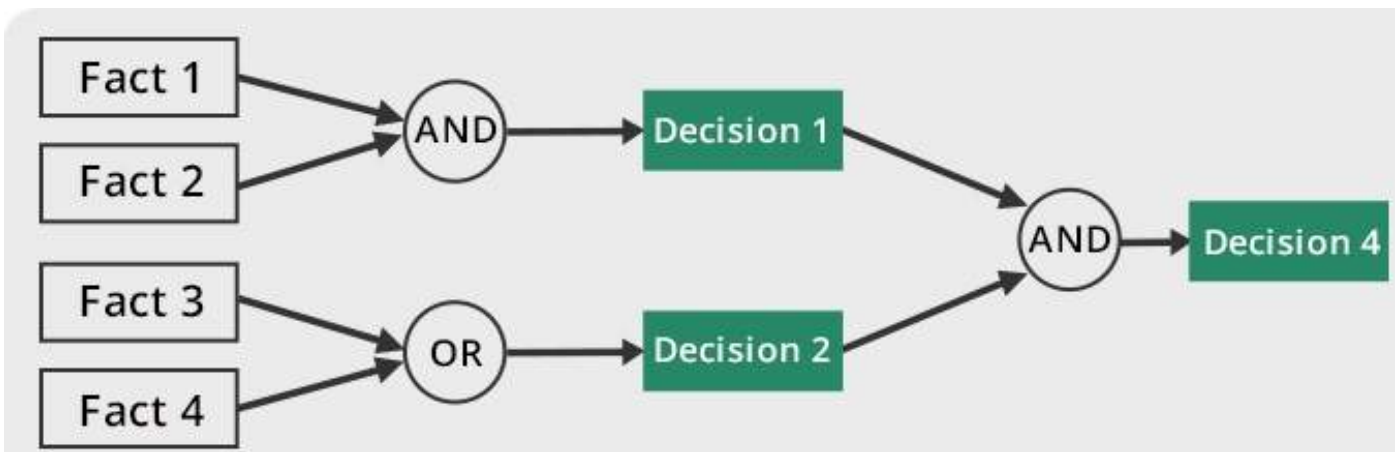 Fact 1
Fact 2
AND
Decision 1
Fact 3
Fact 4
OR
Decision 2
AND
Decision 4